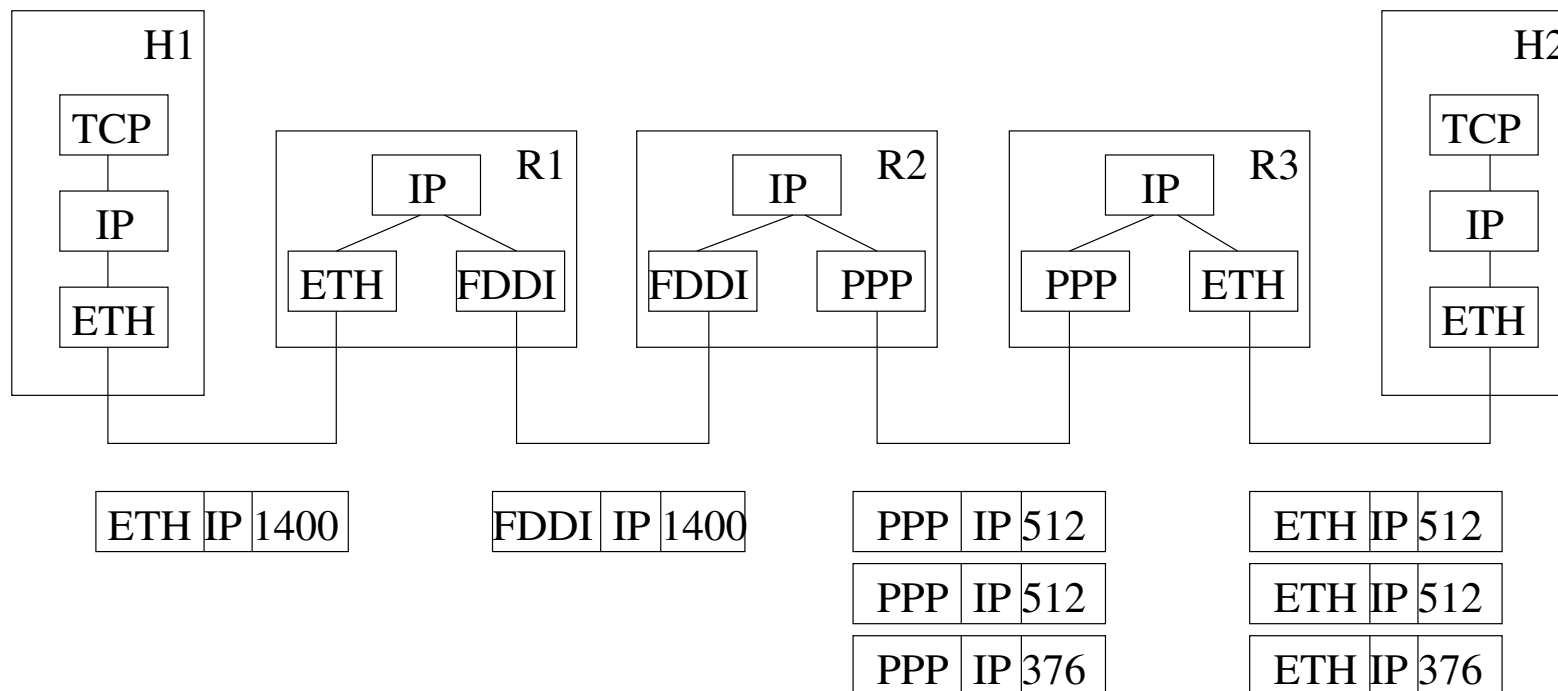 H1
TCP
IP
ETH
R1
IP
ETH FDDI
R2
IP
FDDI PPP
R3
IP
PPP ETH
H2
TCP
IP
ETH
ETH IP 1400
FDDI IP 1400
PPP IP 512
PPP IP 512
PPP IP 376
ETH IP 512
ETH IP 512
ETH IP 376